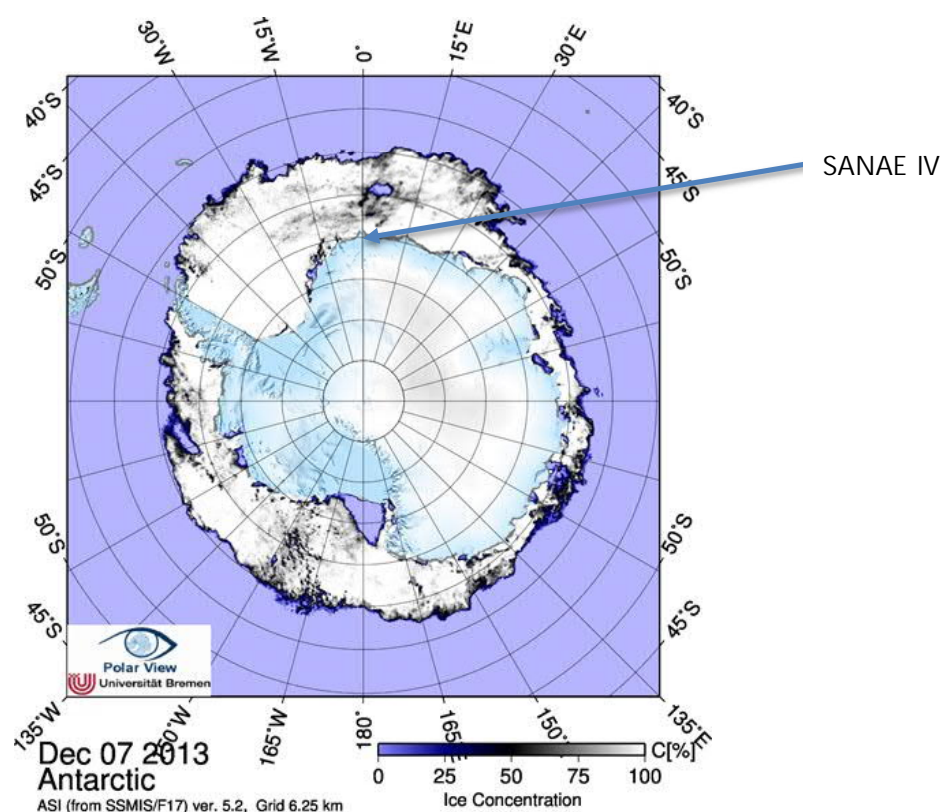 30°W
15°W
0°
15°E
30°E
40°S
40°S
45°S
45°S
SANAE IV
50°S
50°S
50°S
50°S
45°S
45°S
Polar View
Universität Bremen
135°W
150°W
165°W
180°
165°
150°
135°E
Dec 07 2013
Antarctic
ASI (from SSMIS/F17) ver. 5.2, Grid 6.25 km
C[%]
0 25 50 75 100
Ice Concentration